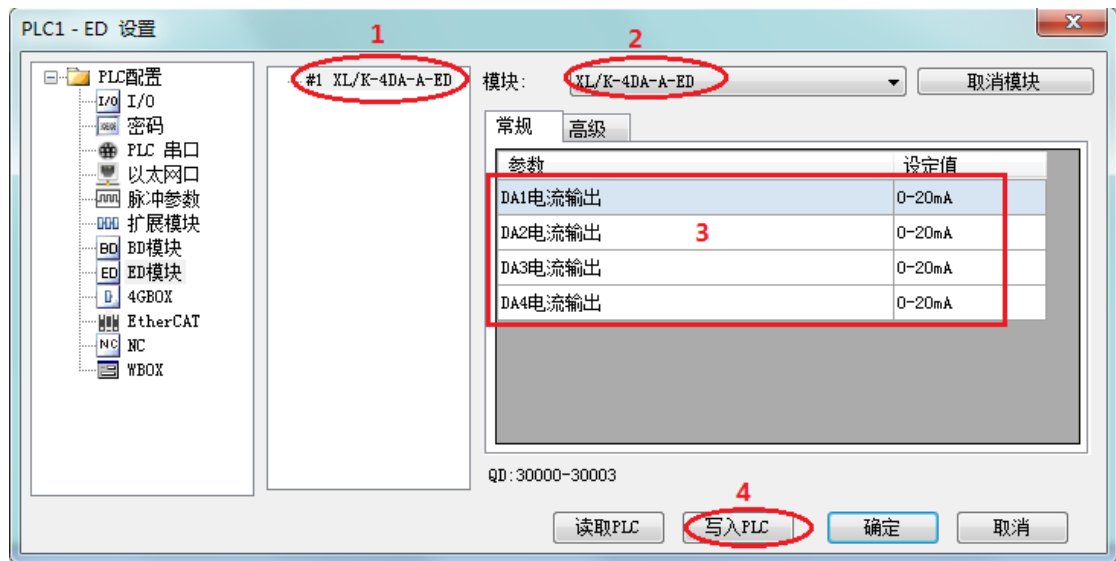 PLC1 - ED 设置
1
2
PLC配置
I/O I/O
密码
PLC 串口
以太网口
脉冲参数
扩展模块
BD BD模块
ED ED模块
4GBOX
EtherCAT
NC NC
WBOX
#1 XL/K-4DA-A-ED
模块: XL/K-4DA-A-ED 取消模块
常规 高级
参数 设定值
DA1电流输出 0-20mA
DA2电流输出 3 0-20mA
DA3电流输出 0-20mA
DA4电流输出 0-20mA
QD:30000-30003
4
读取PLC 写入PLC 确定 取消